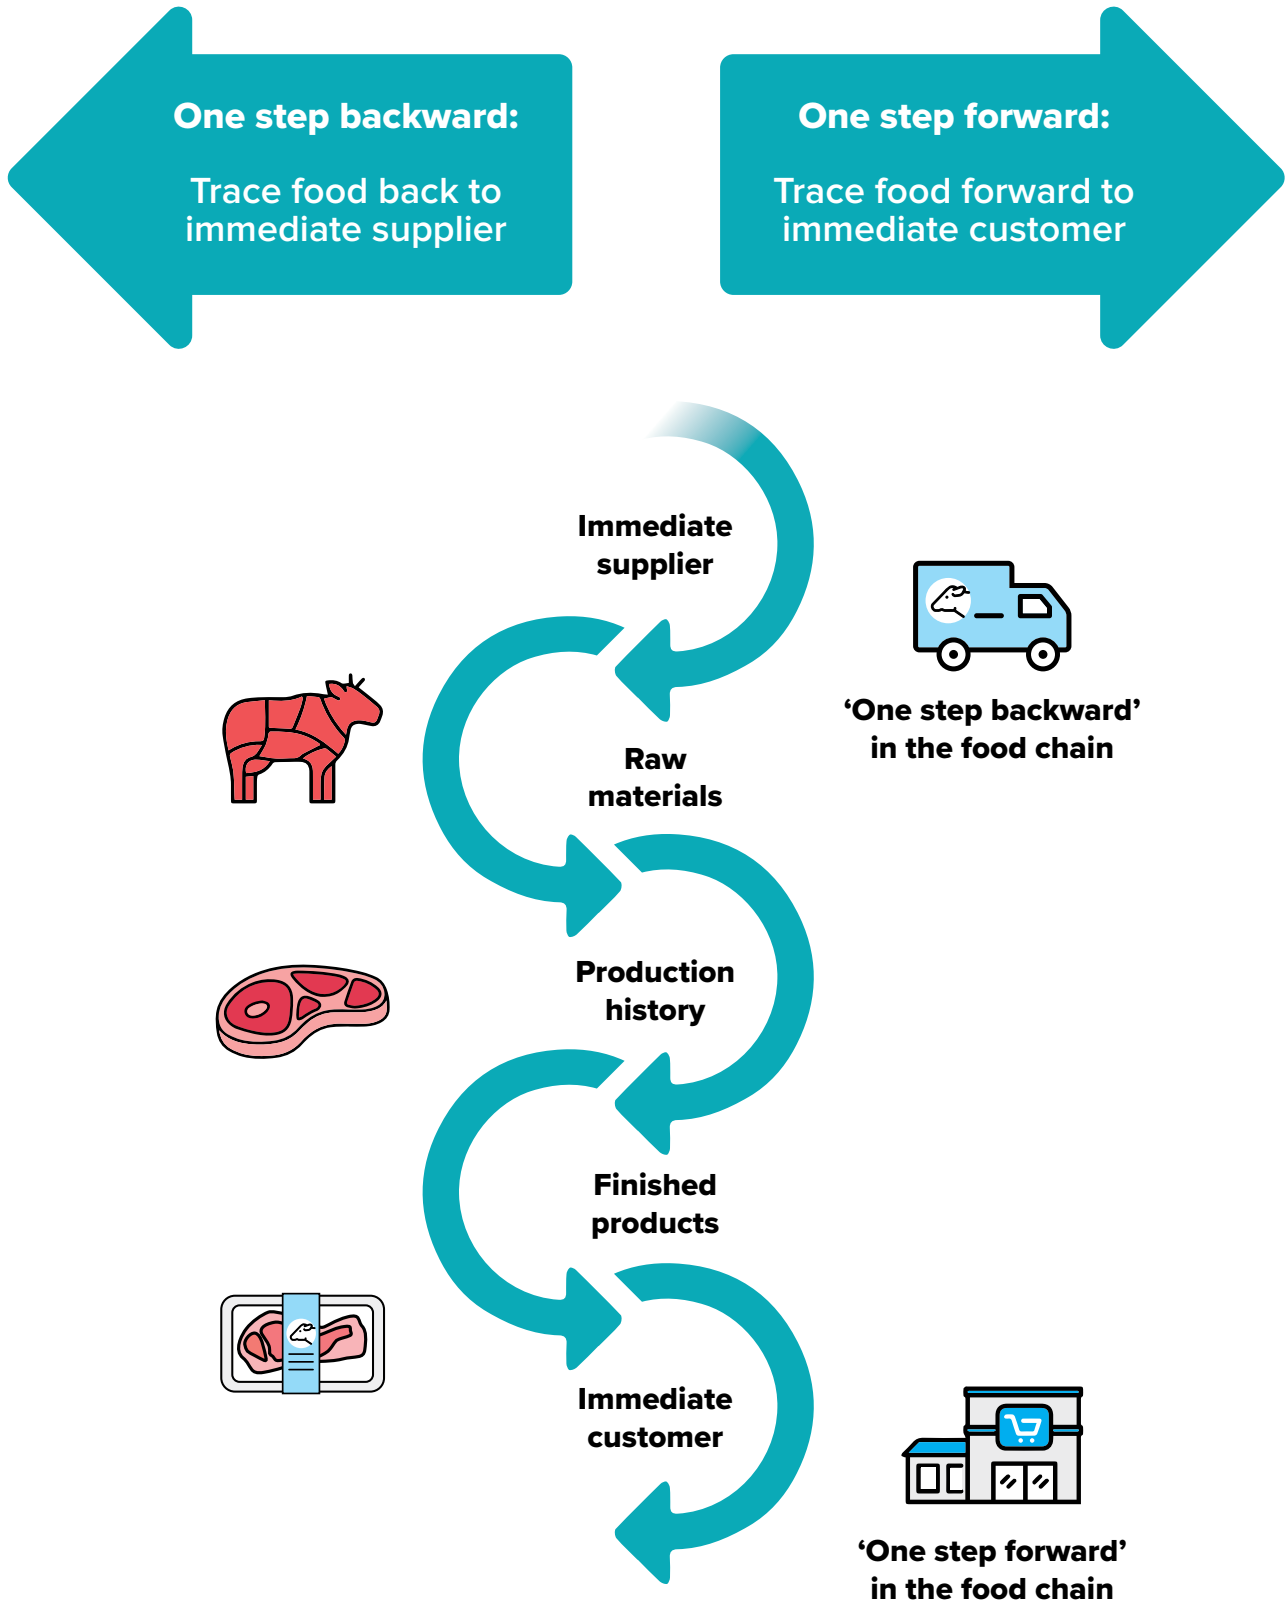 One step backward:
Trace food back to
immediate supplier
One step forward:
Trace food forward to
immediate customer
Immediate
supplier
‘One step backward’
in the food chain
Raw
materials
Production
history
Finished
products
Immediate
customer
‘One step forward’
in the food chain